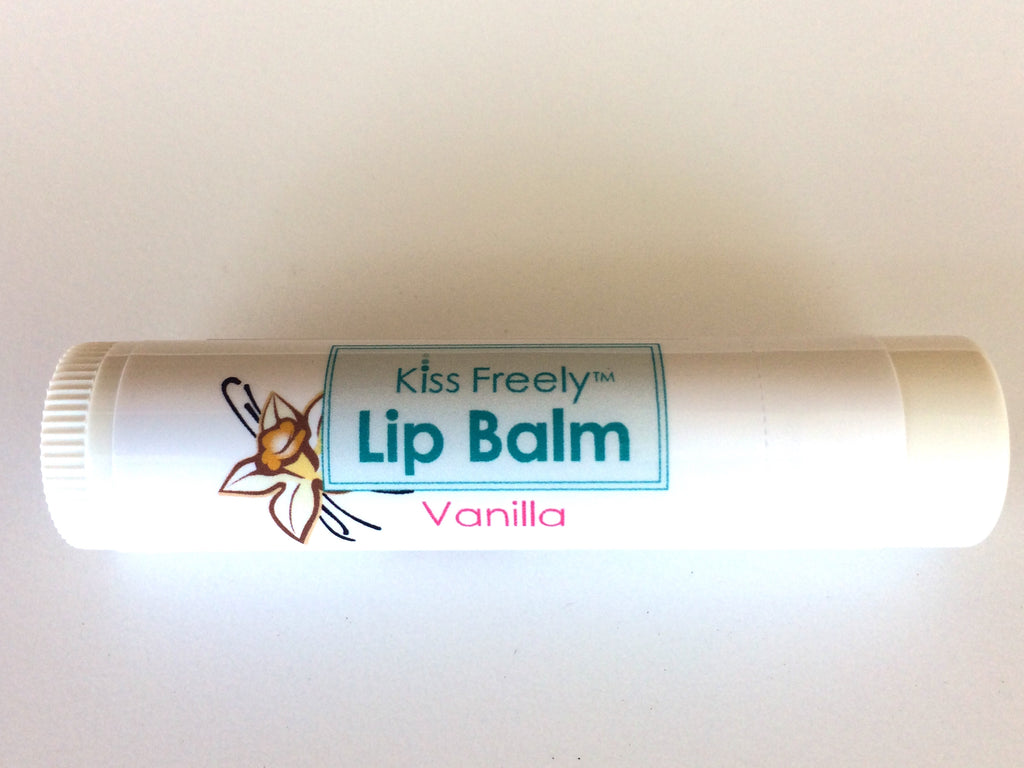 Kiss Freely™
Lip Balm
Vanilla